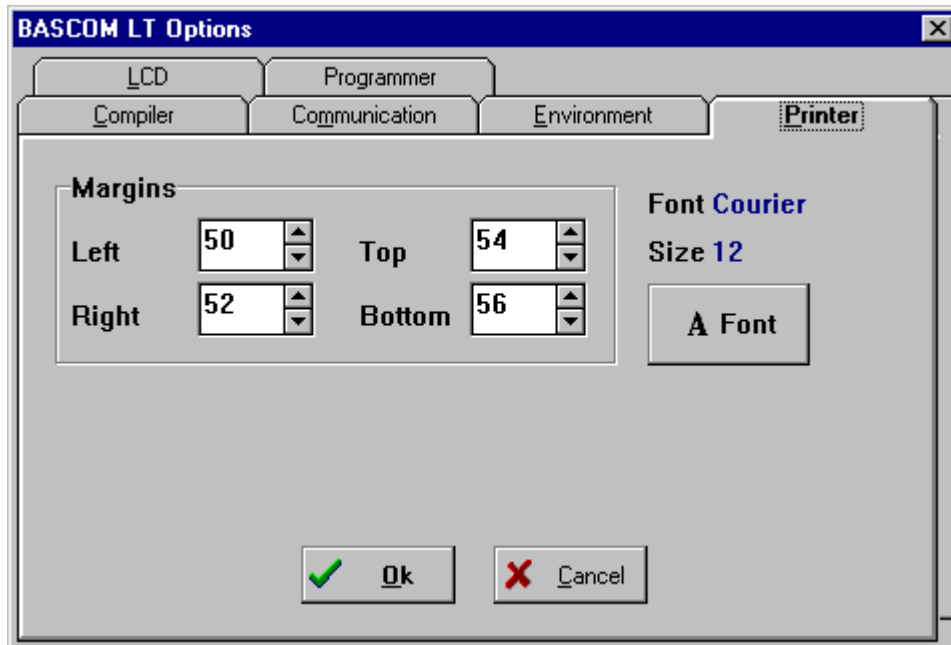 BASCOM LT Options
LCD Programmer
Compiler Communication Environment Printer
Margins
Left 50 Top 54
Right 52 Bottom 56
Font Courier
Size 12
A Font
Ok Cancel